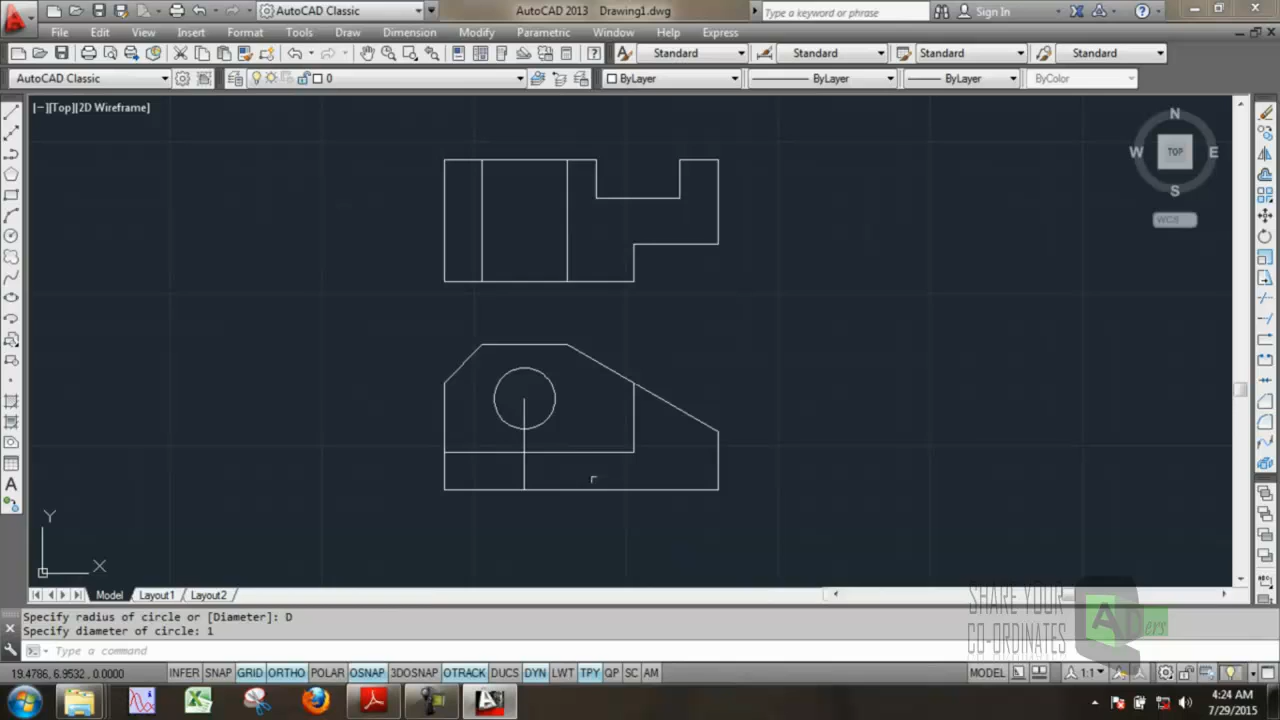 AutoCAD Classic
AutoCAD 2013 Drawing1.dwg
Type a keyword or phrase
Sign In
File Edit View Insert Format Tools Draw Dimension Modify Parametric Window Help Express
Standard
Standard
Standard
Standard
AutoCAD Classic
0
ByLayer
ByLayer
ByLayer
ByColor
[−][Top][2D Wireframe]
N
W TOP E
S
WCS
Y
X
Model Layout1 Layout2
SHARE YOUR
CO-ORDINATES
ADers
Specify radius of circle or [Diameter]: D
Specify diameter of circle: 1
Type a command
19.4786, 6.9532, 0.0000
INFER SNAP GRID ORTHO POLAR OSNAP 3DOSNAP OTRACK DUCS DYN LWT TPY QP SC AM
MODEL
1:1
4:24 AM
7/29/2015